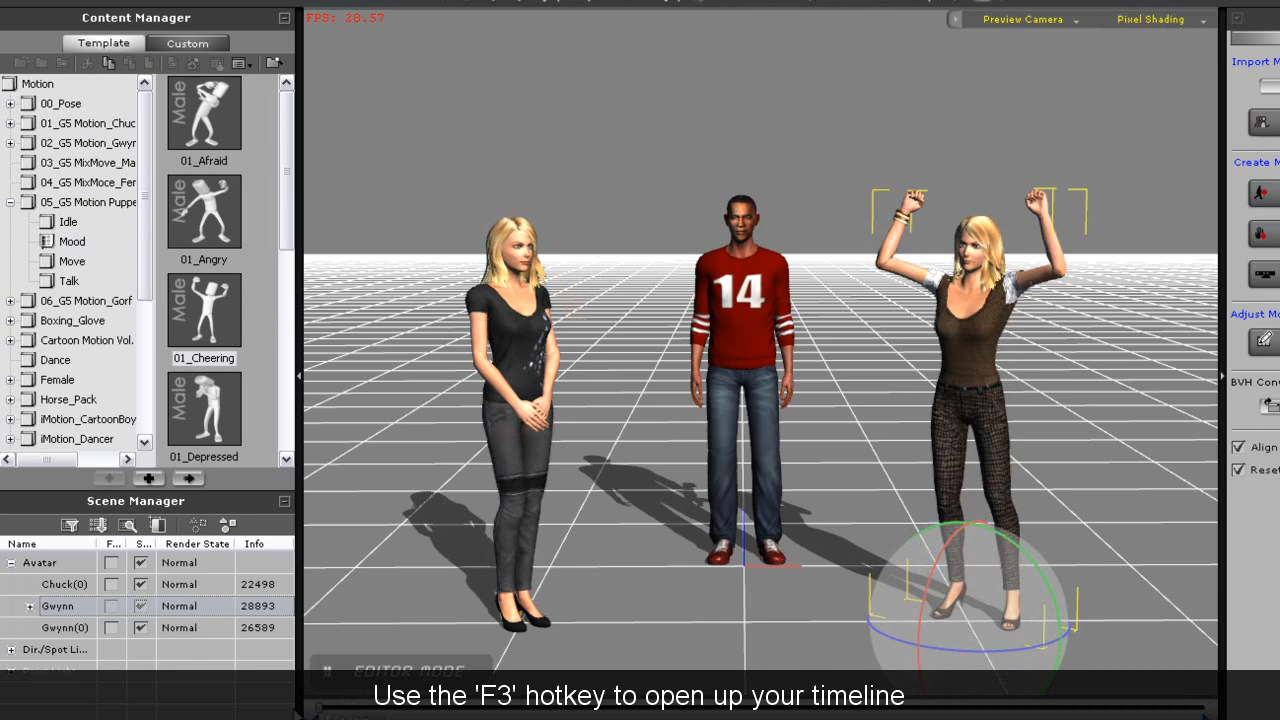 Content Manager
Template
Custom
Motion
00_Pose
01_G5 Motion_Chuc
02_G5 Motion_Gwyr
03_G5 MixMove_Ma
04_G5 MixMoce_Fer
05_G5 Motion Puppe
Idle
Mood
Move
Talk
06_G5 Motion_Gorf
Boxing_Glove
Cartoon Motion Vol.
Dance
Female
Horse_Pack
iMotion_CartoonBoy
iMotion_Dancer
Male
01_Afraid
Male
01_Angry
Male
01_Cheering
Male
01_Depressed
Scene Manager
Name F... S... Render State Info
Avatar Normal
Chuck(0) Normal 22498
Gwynn Normal 28893
Gwynn(0) Normal 26589
Dir./Spot Li... Normal
FPS: 28.57
Preview Camera
Pixel Shading
14
EDITOR MODE
Import M
Create M
Adjust Mo
BVH Con
Align
Rese
Use the 'F3' hotkey to open up your timeline